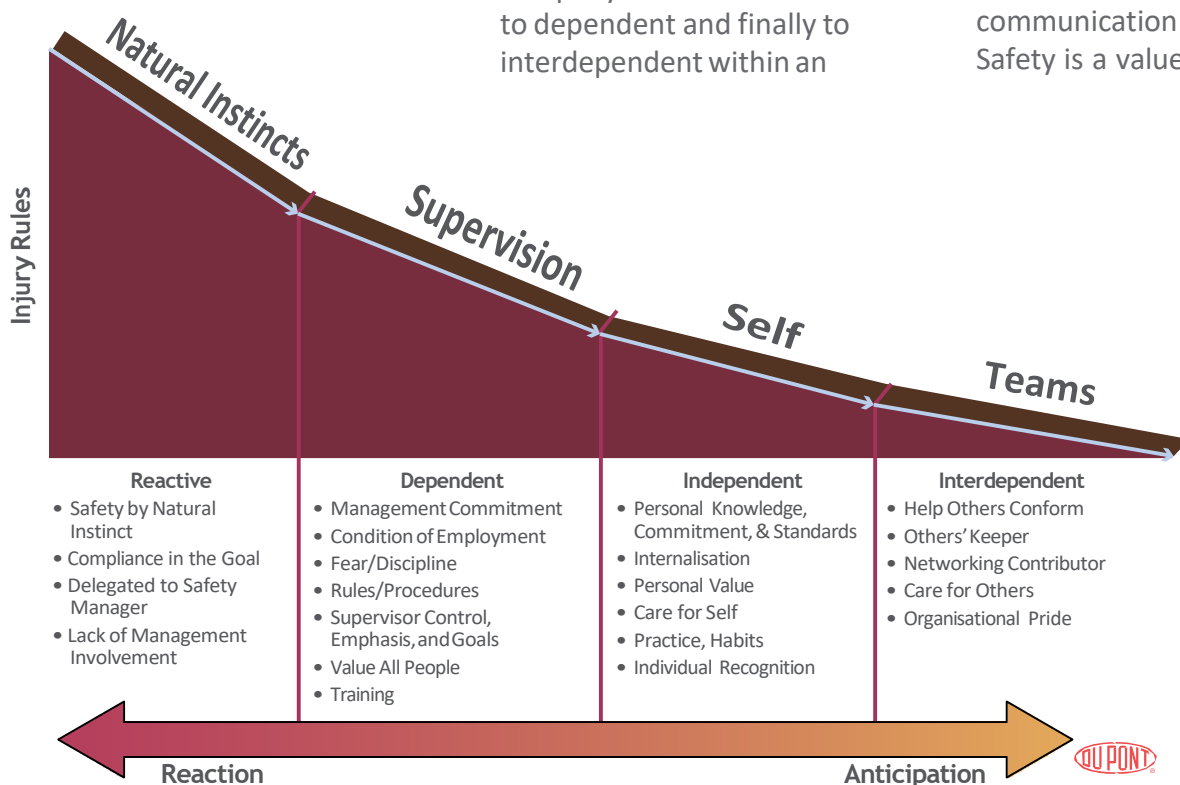 to dependent and finally to
interdependent within an
communication
Safety is a value
Natural Instincts
Supervision
Self
Teams
Injury Rules
Reactive
• Safety by Natural
Instinct
• Compliance in the Goal
• Delegated to Safety
Manager
• Lack of Management
Involvement
Dependent
• Management Commitment
• Condition of Employment
• Fear/Discipline
• Rules/Procedures
• Supervisor Control,
Emphasis, and Goals
• Value All People
• Training
Independent
• Personal Knowledge,
Commitment, & Standards
• Internalisation
• Personal Value
• Care for Self
• Practice, Habits
• Individual Recognition
Interdependent
• Help Others Conform
• Others' Keeper
• Networking Contributor
• Care for Others
• Organisational Pride
Reaction
Anticipation
DU PONT